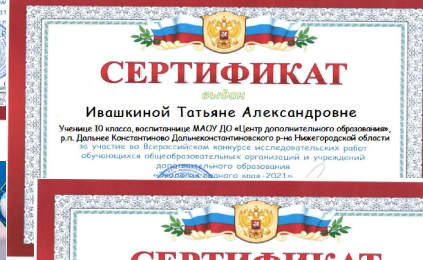 СЕРТИФИКАТ
выдан
Ивашкиной Татьяне Александровне
Ученице 10 класса, воспитаннице МАОУ ДО «Центр дополнительного образования»,
р.п. Дальнее Константиново Дальнеконстантиновского р-на Нижегородской области
за участие во Всероссийском конкурсе исследовательских работ
обучающихся общеобразовательных организаций и учреждений
дополнительного образования
родного края-2021»
СЕРТИФИКАТ